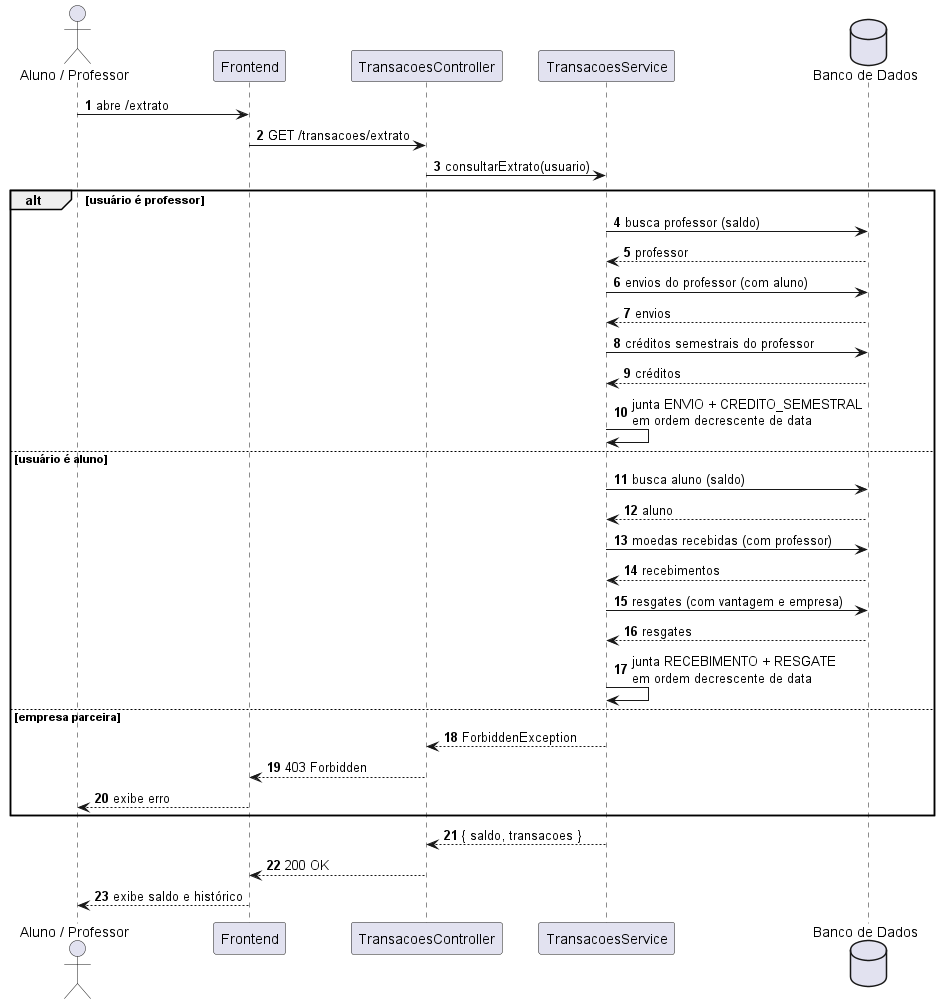 Aluno / Professor
Frontend
TransacoesController
TransacoesService
Banco de Dados
1 abre /extrato
2 GET /transacoes/extrato
3 consultarExtrato(usuario)
alt [usuário é professor]
4 busca professor (saldo)
5 professor
6 envios do professor (com aluno)
7 envios
8 créditos semestrais do professor
9 créditos
10 junta ENVIO + CREDITO_SEMESTRAL
em ordem decrescente de data
[usuário é aluno]
11 busca aluno (saldo)
12 aluno
13 moedas recebidas (com professor)
14 recebimentos
15 resgates (com vantagem e empresa)
16 resgates
17 junta RECEBIMENTO + RESGATE
em ordem decrescente de data
[empresa parceira]
18 ForbiddenException
19 403 Forbidden
20 exibe erro
21 { saldo, transacoes }
22 200 OK
23 exibe saldo e histórico
Aluno / Professor
Frontend
TransacoesController
TransacoesService
Banco de Dados